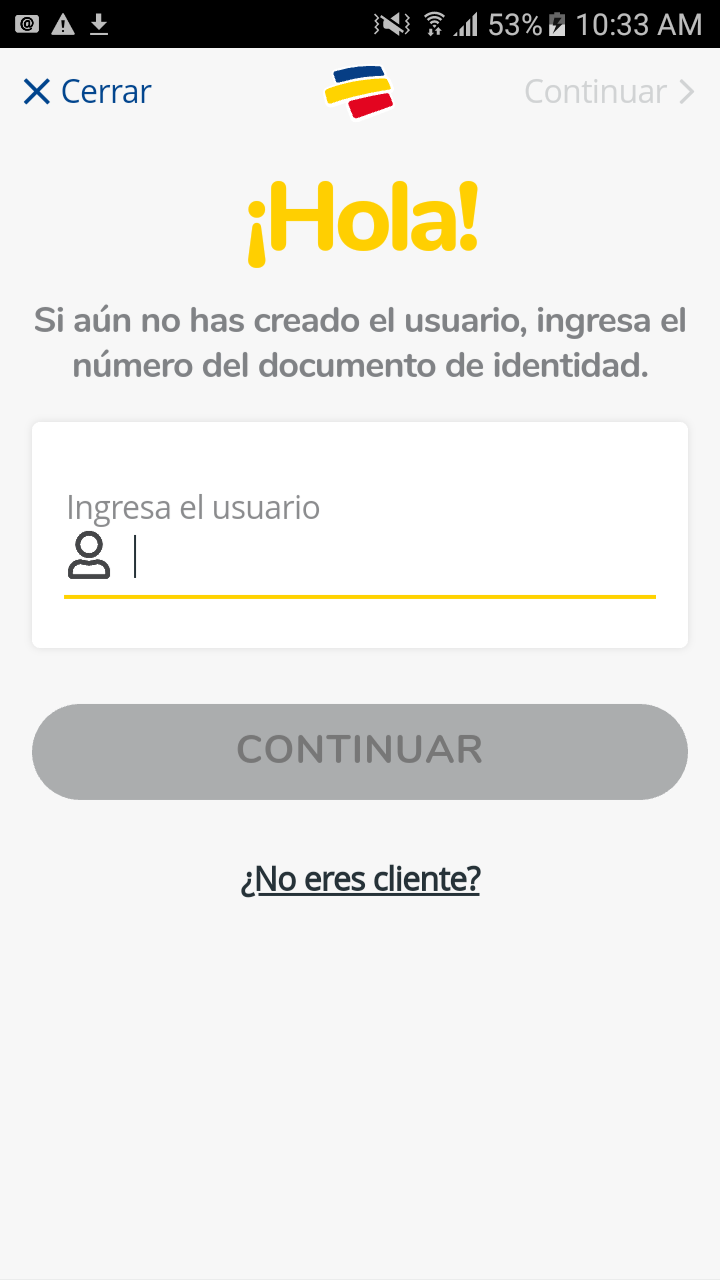 53% 10:33 AM
Cerrar
Continuar
¡Hola!
Si aún no has creado el usuario, ingresa el
número del documento de identidad.
Ingresa el usuario
CONTINUAR
¿No eres cliente?